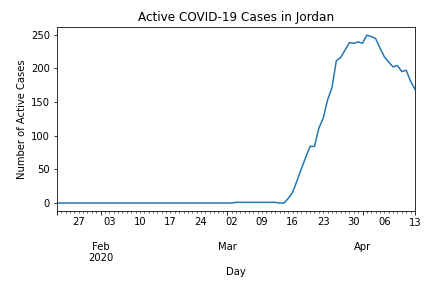 Active COVID-19 Cases in Jordan
Number of Active Cases
250
200
150
100
50
0
27 03 10 17 24 02 09 16 23 30 06 13
Feb Mar Apr
2020
Day